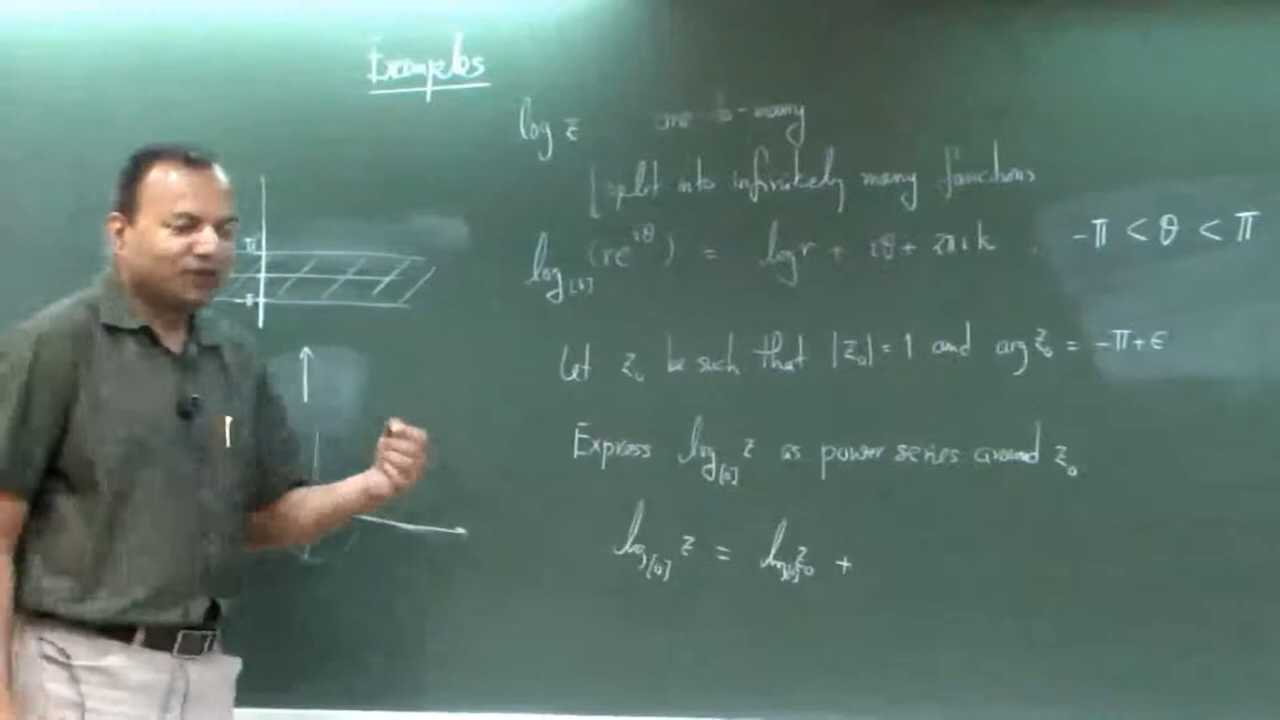 Examples
log z one-to-many
split into infinitely many functions
log[k] (re^iθ) = log r + iθ + 2πik , -π < θ < π
π
-π
Let z₀ be such that |z₀| = 1 and arg z₀ = -π+ε
Express log[0] z as power series around z₀
log[0] z = log[0] z₀ +